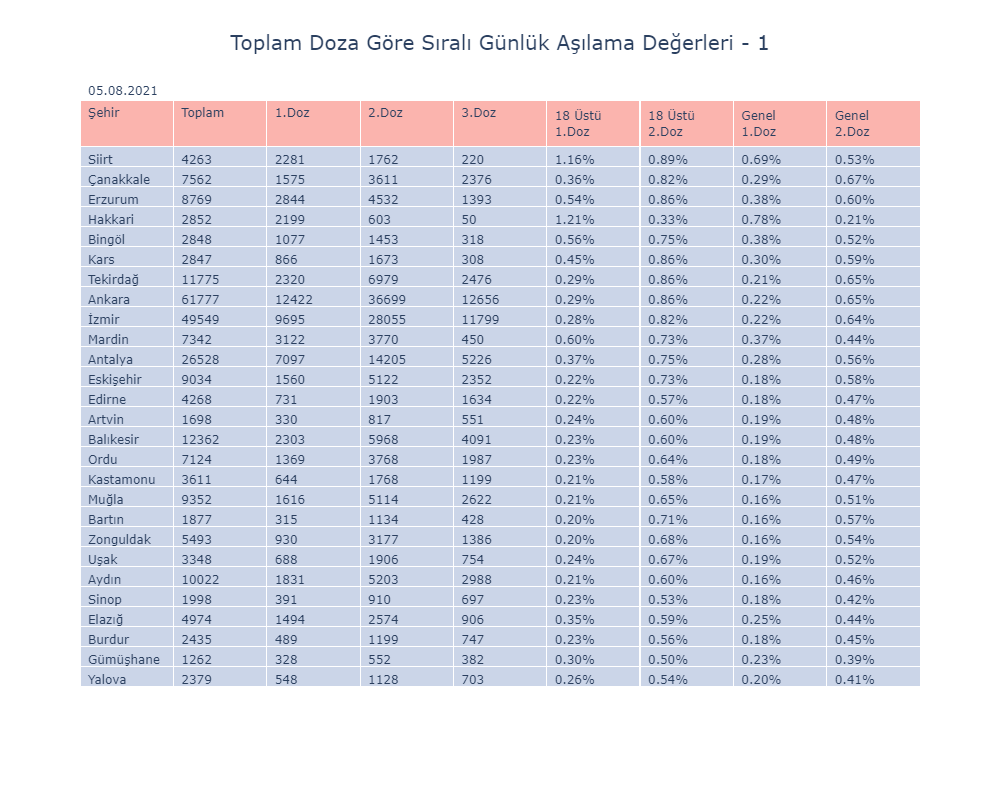 Toplam Doza Göre Sıralı Günlük Aşılama Değerleri - 1
05.08.2021
Şehir Toplam 1.Doz 2.Doz 3.Doz 18 Üstü 1.Doz 18 Üstü 2.Doz Genel 1.Doz Genel 2.Doz
Siirt 4263 2281 1762 220 1.16% 0.89% 0.69% 0.53%
Çanakkale 7562 1575 3611 2376 0.36% 0.82% 0.29% 0.67%
Erzurum 8769 2844 4532 1393 0.54% 0.86% 0.38% 0.60%
Hakkari 2852 2199 603 50 1.21% 0.33% 0.78% 0.21%
Bingöl 2848 1077 1453 318 0.56% 0.75% 0.38% 0.52%
Kars 2847 866 1673 308 0.45% 0.86% 0.30% 0.59%
Tekirdağ 11775 2320 6979 2476 0.29% 0.86% 0.21% 0.65%
Ankara 61777 12422 36699 12656 0.29% 0.86% 0.22% 0.65%
İzmir 49549 9695 28055 11799 0.28% 0.82% 0.22% 0.64%
Mardin 7342 3122 3770 450 0.60% 0.73% 0.37% 0.44%
Antalya 26528 7097 14205 5226 0.37% 0.75% 0.28% 0.56%
Eskişehir 9034 1560 5122 2352 0.22% 0.73% 0.18% 0.58%
Edirne 4268 731 1903 1634 0.22% 0.57% 0.18% 0.47%
Artvin 1698 330 817 551 0.24% 0.60% 0.19% 0.48%
Balıkesir 12362 2303 5968 4091 0.23% 0.60% 0.19% 0.48%
Ordu 7124 1369 3768 1987 0.23% 0.64% 0.18% 0.49%
Kastamonu 3611 644 1768 1199 0.21% 0.58% 0.17% 0.47%
Muğla 9352 1616 5114 2622 0.21% 0.65% 0.16% 0.51%
Bartın 1877 315 1134 428 0.20% 0.71% 0.16% 0.57%
Zonguldak 5493 930 3177 1386 0.20% 0.68% 0.16% 0.54%
Uşak 3348 688 1906 754 0.24% 0.67% 0.19% 0.52%
Aydın 10022 1831 5203 2988 0.21% 0.60% 0.16% 0.46%
Sinop 1998 391 910 697 0.23% 0.53% 0.18% 0.42%
Elazığ 4974 1494 2574 906 0.35% 0.59% 0.25% 0.44%
Burdur 2435 489 1199 747 0.23% 0.56% 0.18% 0.45%
Gümüşhane 1262 328 552 382 0.30% 0.50% 0.23% 0.39%
Yalova 2379 548 1128 703 0.26% 0.54% 0.20% 0.41%